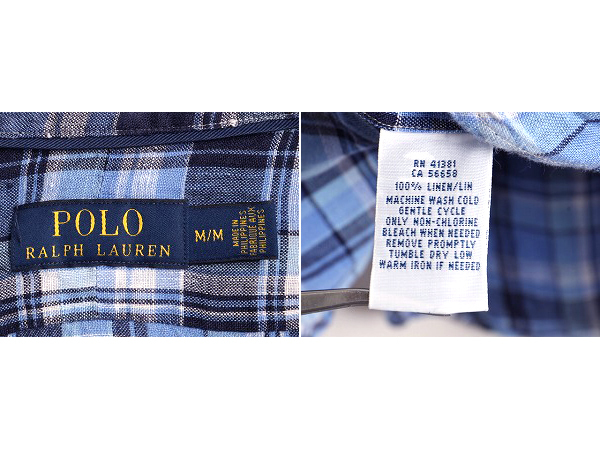 POLO
RALPH LAUREN
M/M
MADE IN
PHILIPPINES
FABRIQUÉ AUX
PHILIPPINES
RN 41381
CA 56658
100% LINEN/LIN
MACHINE WASH COLD
GENTLE CYCLE
ONLY NON-CHLORINE
BLEACH WHEN NEEDED
REMOVE PROMPTLY
TUMBLE DRY LOW
WARM IRON IF NEEDED